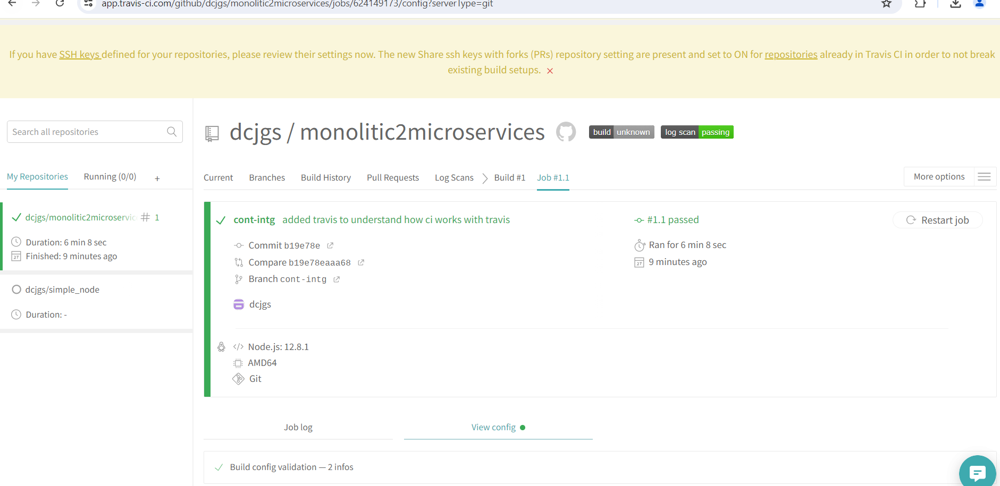 app.travis-ci.com/github/dcjgs/monolitic2microservices/jobs/624149173/config?serverType=git
If you have SSH keys defined for your repositories, please review their settings now. The new Share ssh keys with forks (PRs) repository setting are present and set to ON for repositories already in Travis CI in order to not break
existing build setups. ×
Search all repositories
dcjgs / monolitic2microservices
build unknown
log scan passing
My Repositories Running (0/0) +
Current Branches Build History Pull Requests Log Scans Build #1 Job #1.1
More options
dcjgs/monolitic2microservic # 1
Duration: 6 min 8 sec
Finished: 9 minutes ago
dcjgs/simple_node
Duration: -
cont-intg added travis to understand how ci works with travis
Commit b19e78e
Compare b19e78eaaa68
Branch cont-intg
dcjgs
#1.1 passed
Ran for 6 min 8 sec
27 9 minutes ago
Restart job
Node.js: 12.8.1
AMD64
Git
Job log
View config
Build config validation — 2 infos